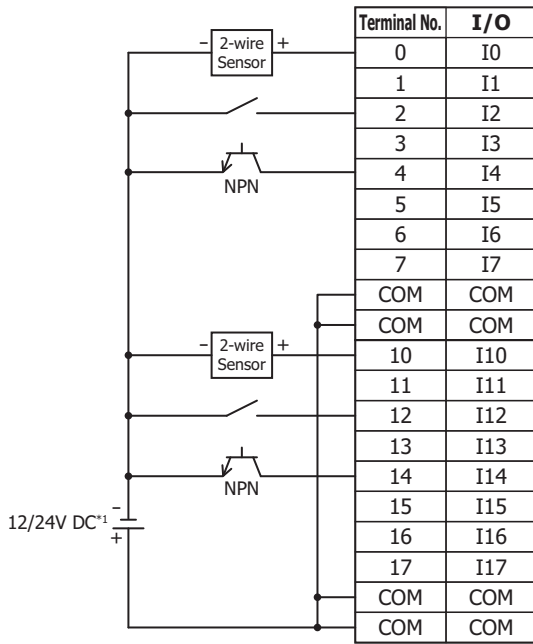 Terminal No. I/O
– 2-wire Sensor + 0 I0
1 I1
2 I2
3 I3
NPN 4 I4
5 I5
6 I6
7 I7
COM COM
COM COM
– 2-wire Sensor + 10 I10
11 I11
12 I12
13 I13
NPN 14 I14
15 I15
12/24V DC*1 – + 16 I16
17 I17
COM COM
COM COM